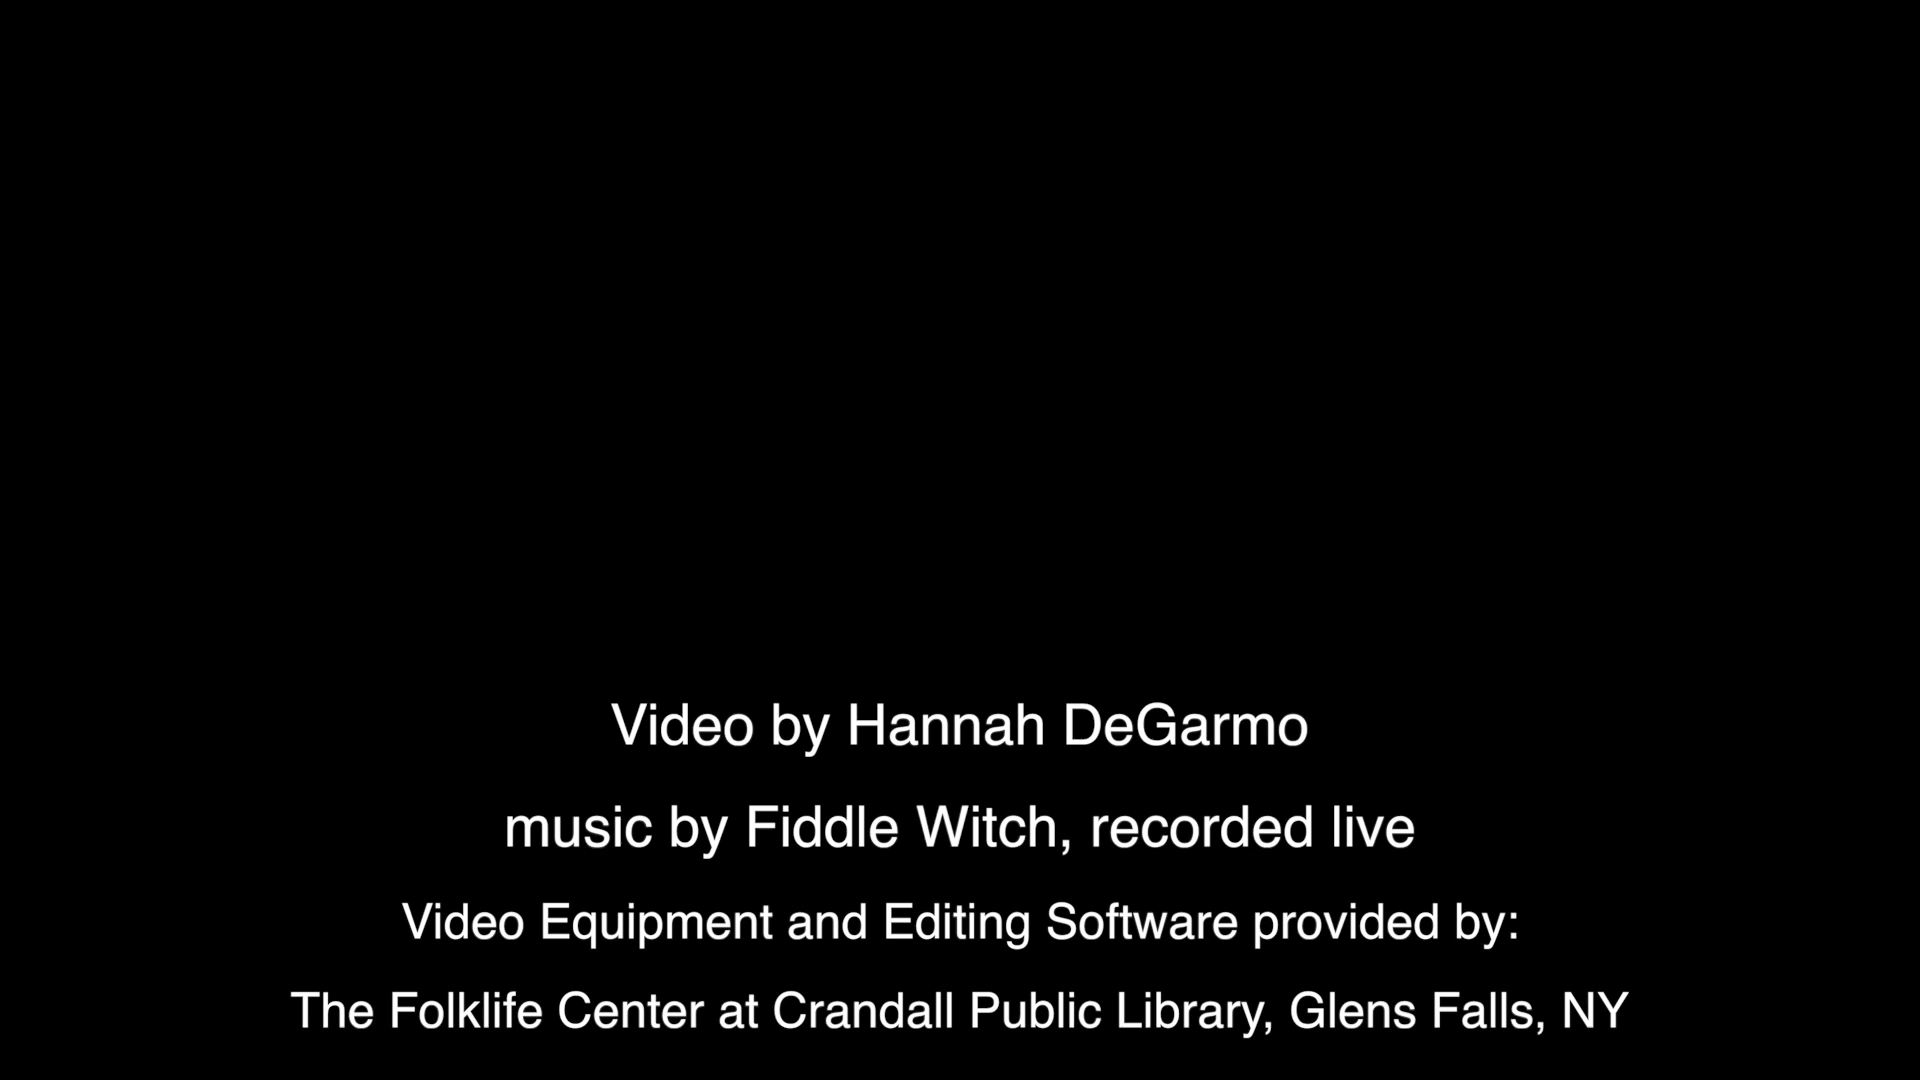 Video by Hannah DeGarmo
music by Fiddle Witch, recorded live
Video Equipment and Editing Software provided by:
The Folklife Center at Crandall Public Library, Glens Falls, NY